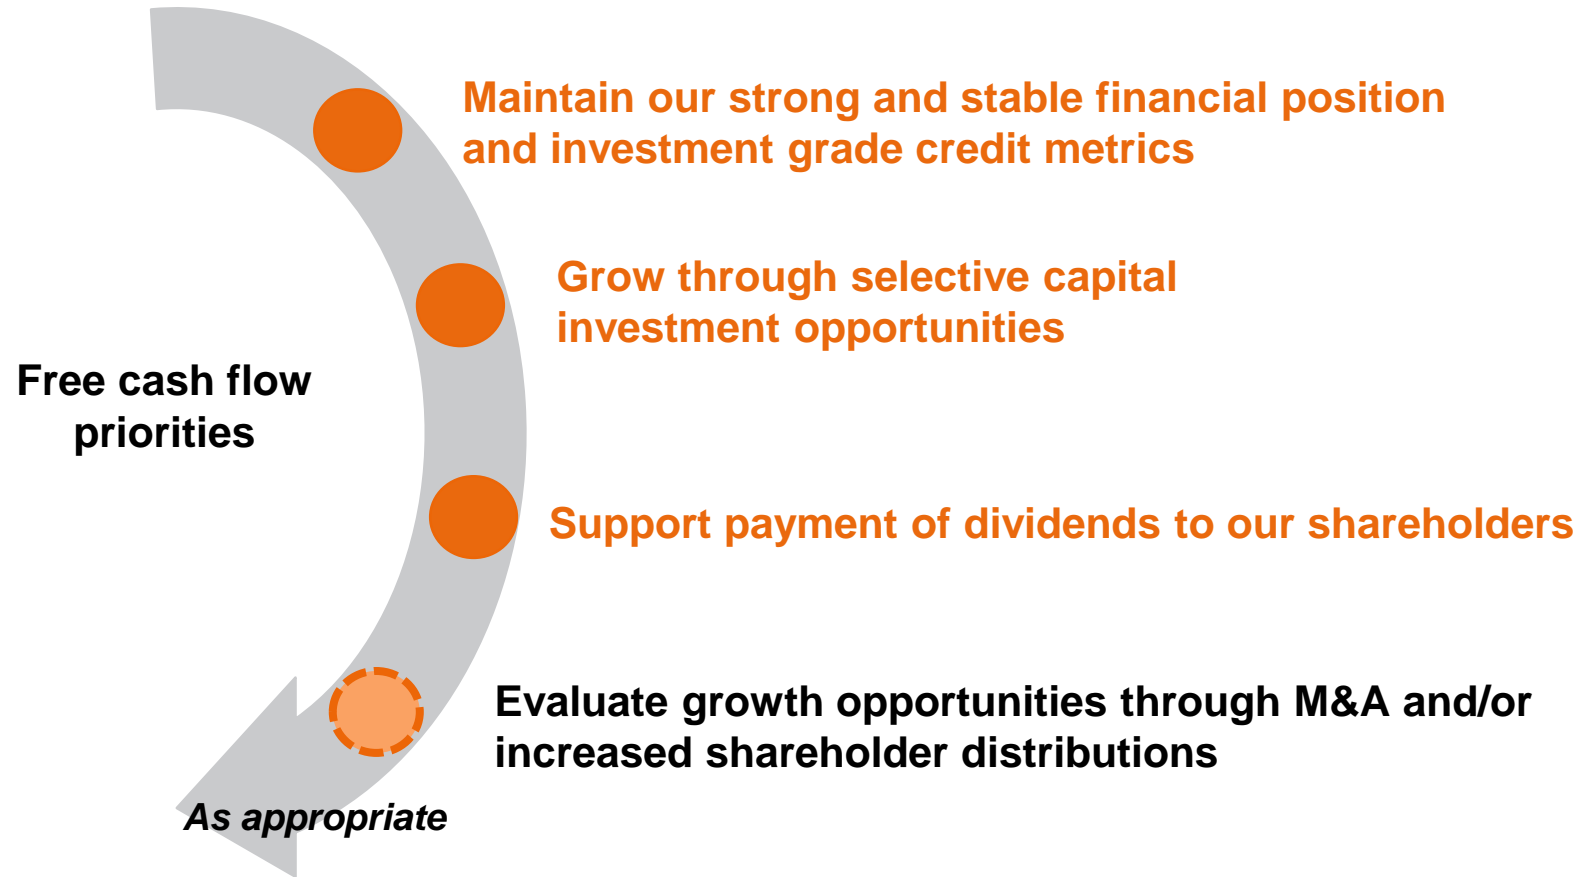 Maintain our strong and stable financial position
and investment grade credit metrics
Grow through selective capital
investment opportunities
Free cash flow
priorities
Support payment of dividends to our shareholders
Evaluate growth opportunities through M&A and/or
increased shareholder distributions
As appropriate